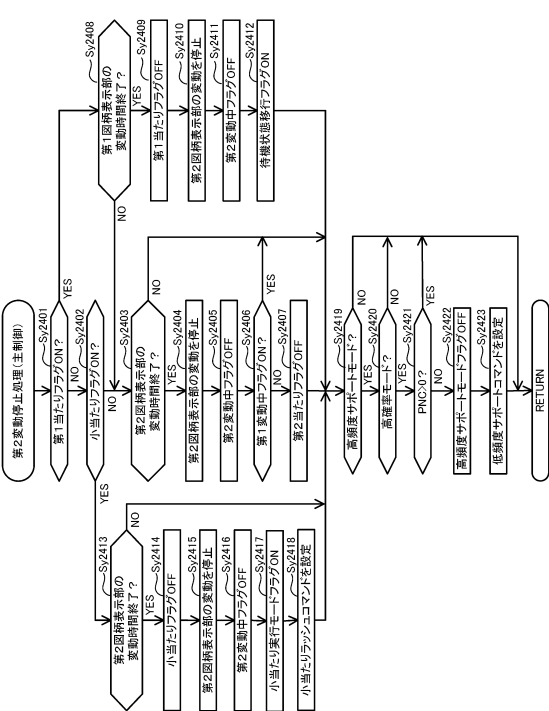 第2変動停止処理(主制御)
Sy2401
第1当たりフラグON?
YES
NO
Sy2402
小当たりフラグON?
YES
NO
Sy2403
第2図柄表示部の
変動時間終了?
NO
YES
Sy2404
第2図柄表示部の変動を停止
Sy2405
第2変動中フラグOFF
Sy2406
第1変動中フラグON?
YES
NO
Sy2407
第2当たりフラグOFF
Sy2408
第1図柄表示部の
変動時間終了?
NO
YES
Sy2409
第1当たりフラグOFF
Sy2410
第2図柄表示部の変動を停止
Sy2411
第2変動中フラグOFF
Sy2412
待機状態移行フラグON
Sy2413
第2図柄表示部の
変動時間終了?
NO
YES
Sy2414
小当たりフラグOFF
Sy2415
第2図柄表示部の変動を停止
Sy2416
第2変動中フラグOFF
Sy2417
小当たり実行モードフラグON
Sy2418
小当たりラッシュコマンドを設定
Sy2419
高頻度サポートモード?
NO
YES
Sy2420
高確率モード?
NO
YES
Sy2421
PNC>0?
YES
NO
Sy2422
高頻度サポートモードフラグOFF
Sy2423
低頻度サポートコマンドを設定
RETURN